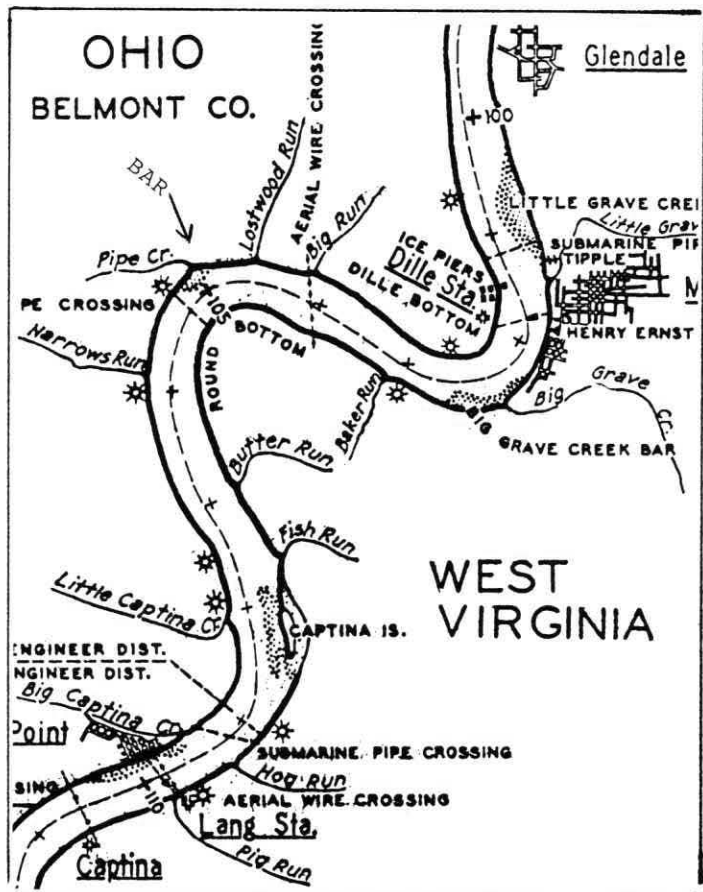 OHIO
BELMONT CO.
Glendale
100
BAR
Lostwood Run
AERIAL WIRE CROSSING
Big Run
LITTLE GRAVE CREE
Little Grav
SUBMARINE PIP
TIPPLE
ICE PIERS
Dille Sta.
DILLE BOTTOM
M
HENRY ERNST
Pipe Cr.
PE CROSSING
105
ROUND BOTTOM
Narrows Run
Baker Run
Big Grave Cr.
BIG GRAVE CREEK BAR
Butter Run
Fish Run
WEST
VIRGINIA
Little Captina Cr.
CAPTINA IS.
ENGINEER DIST.
NGINEER DIST.
Big Captina Cr.
Point
SUBMARINE PIPE CROSSING
Hog Run
SING
110
AERIAL WIRE CROSSING
Lang Sta.
Captina
Pig Run